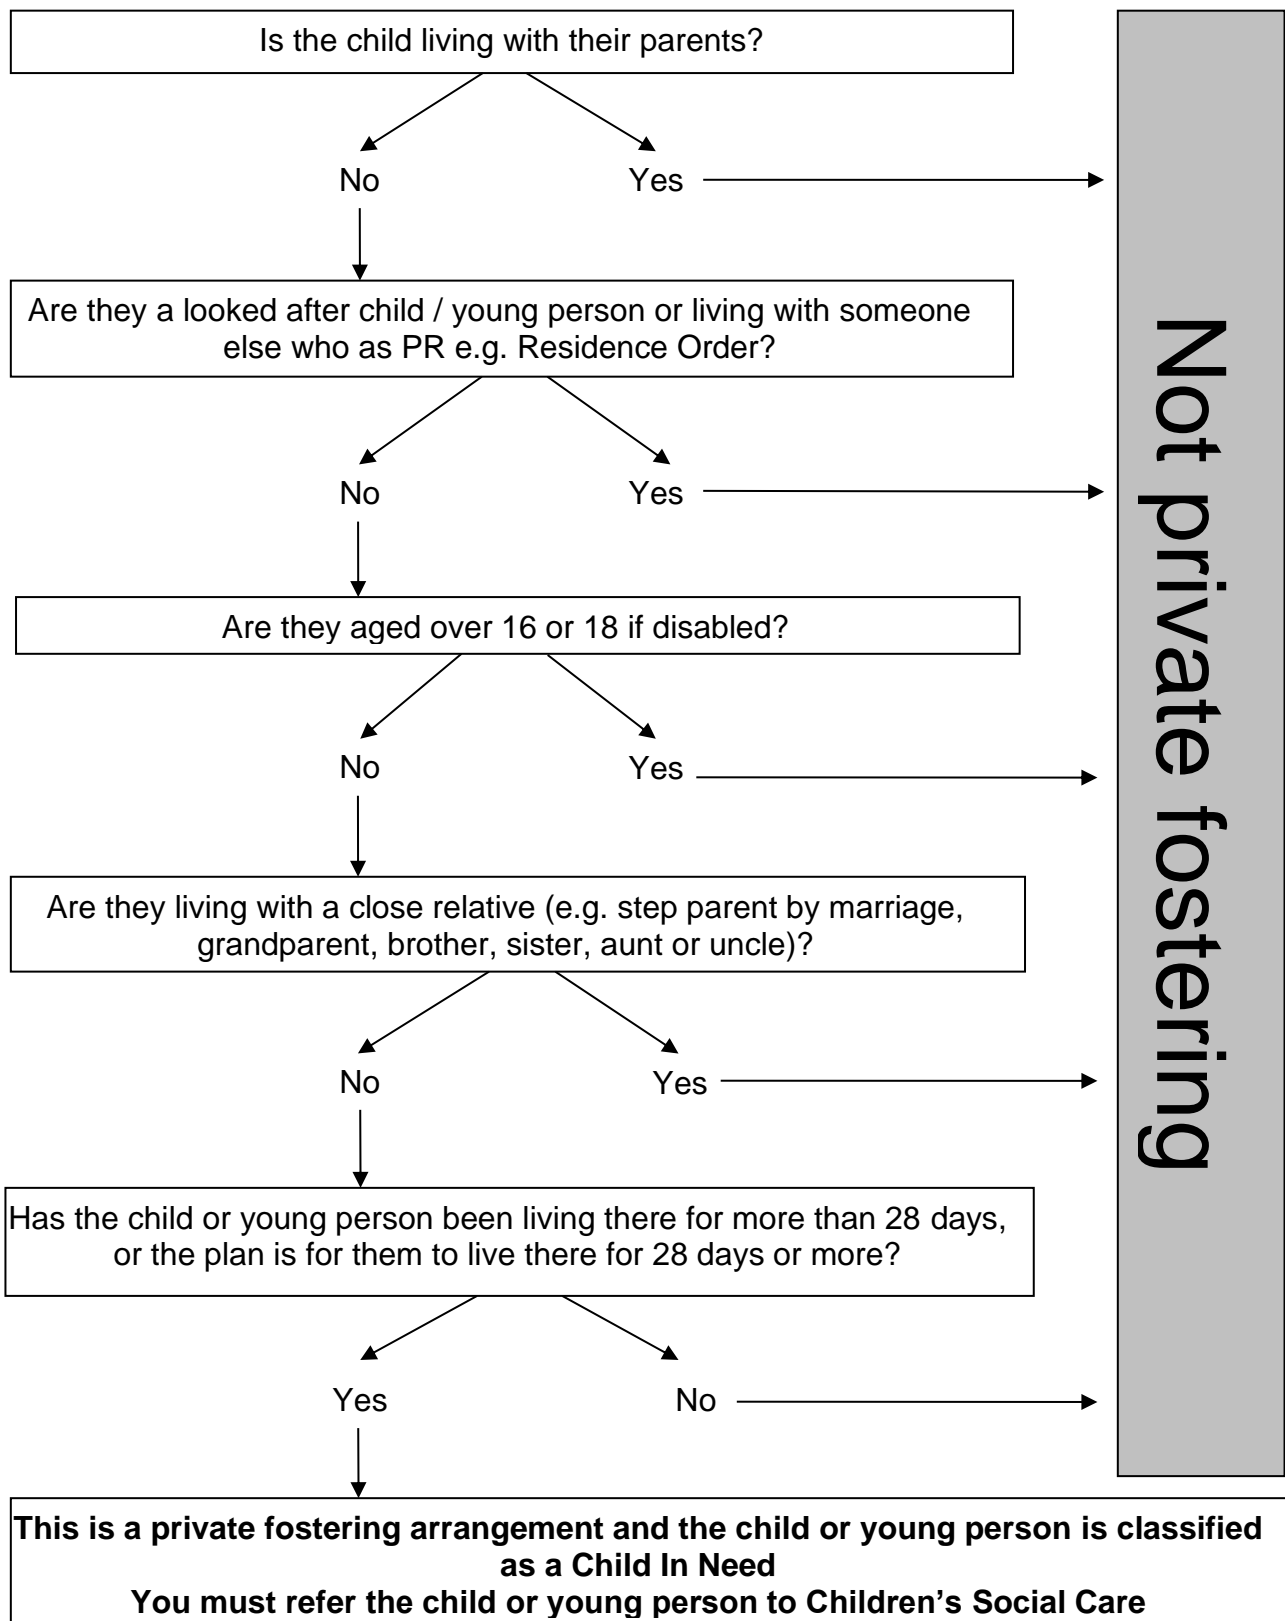 Is the child living with their parents?
No
Yes
Are they a looked after child / young person or living with someone
else who as PR e.g. Residence Order?
No
Yes
Are they aged over 16 or 18 if disabled?
No
Yes
Are they living with a close relative (e.g. step parent by marriage,
grandparent, brother, sister, aunt or uncle)?
No
Yes
Has the child or young person been living there for more than 28 days,
or the plan is for them to live there for 28 days or more?
Yes
No
Not private fostering
This is a private fostering arrangement and the child or young person is classified
as a Child In Need
You must refer the child or young person to Children’s Social Care